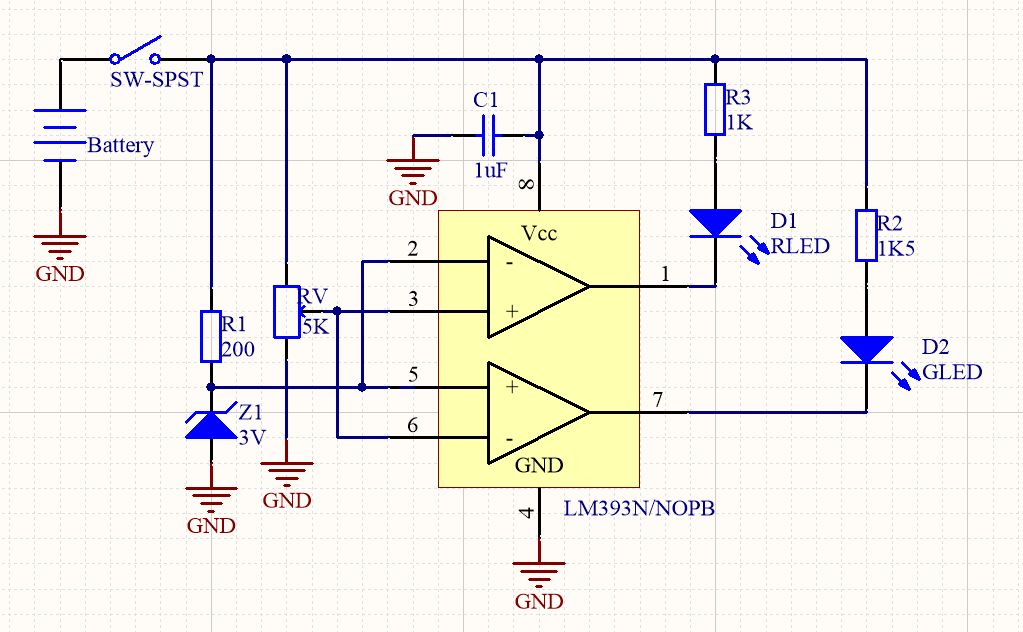 SW-SPST
Battery
GND
C1
1uF
GND
8
R3
1K
D1
RLED
R2
1K5
Vcc
2
-
3
+
1
RV
5K
R1
200
5
+
6
-
7
D2
GLED
Z1
3V
GND
GND
GND
4
LM393N/NOPB
GND